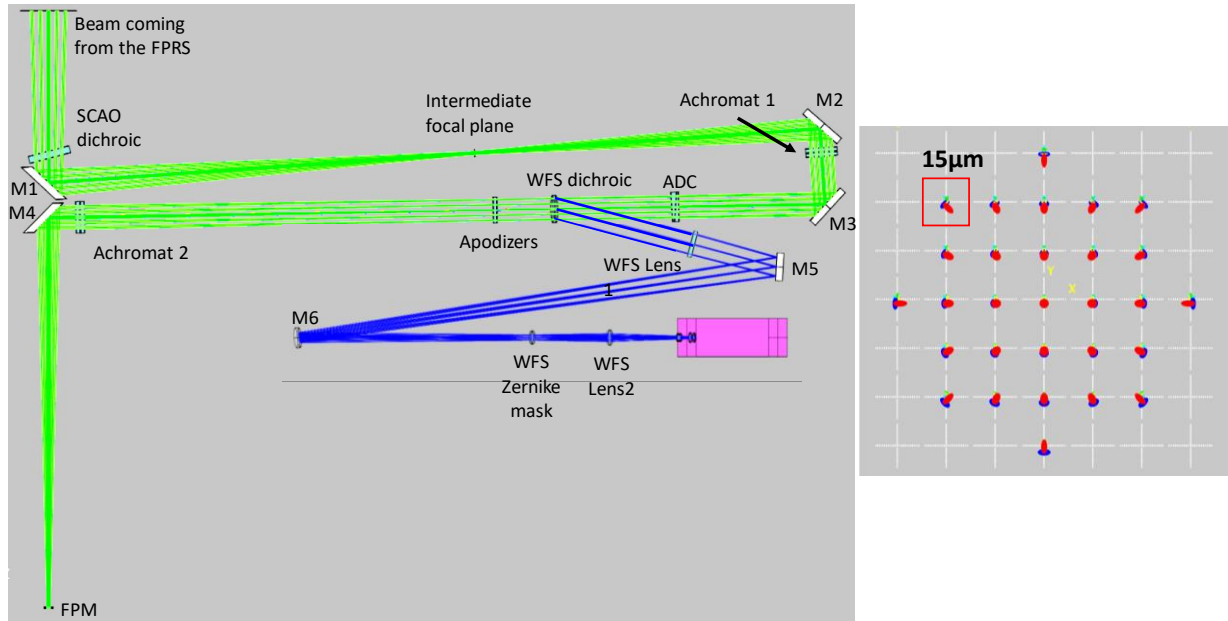 Beam coming
from the FPRS
SCAO
dichroic
M1
M4
Achromat 2
Intermediate
focal plane
Achromat 1
M2
WFS dichroic
ADC
M3
Apodizers
WFS Lens
1
M5
M6
WFS
Zernike
mask
WFS
Lens2
FPM
15µm
Y
X